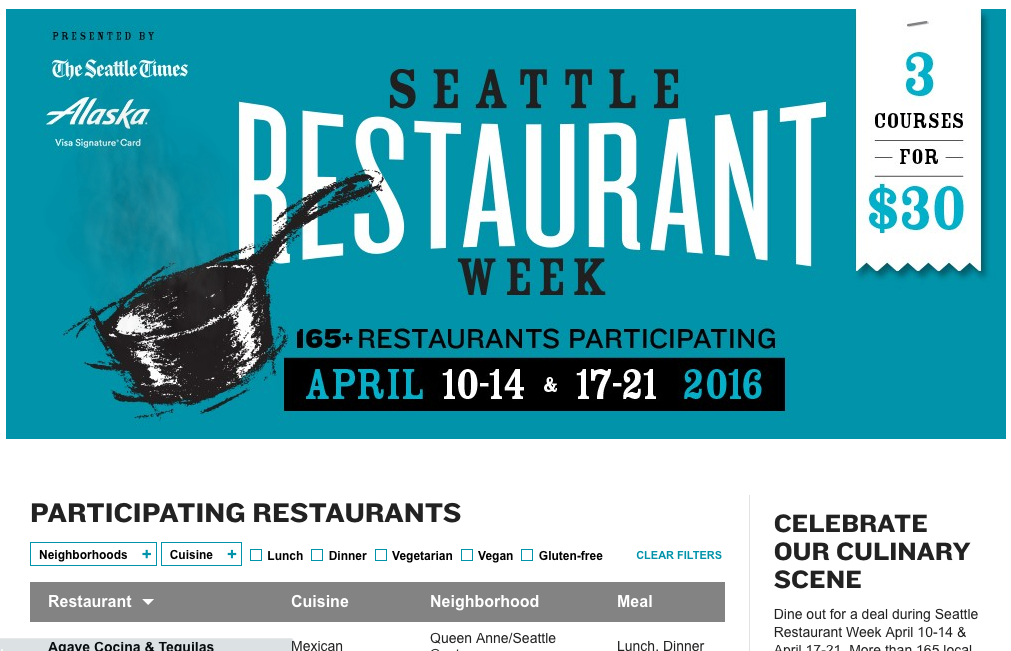 PRESENTED BY
The Seattle Times
Alaska
Visa Signature® Card
SEATTLE
RESTAURANT
WEEK
165+ RESTAURANTS PARTICIPATING
APRIL 10-14 & 17-21 2016
3
COURSES
FOR
$30
PARTICIPATING RESTAURANTS
Neighborhoods + Cuisine + Lunch Dinner Vegetarian Vegan Gluten-free CLEAR FILTERS
Restaurant Cuisine Neighborhood Meal
Agave Cocina & Tequilas Mexican Queen Anne/Seattle Lunch, Dinner
CELEBRATE
OUR CULINARY
SCENE
Dine out for a deal during Seattle
Restaurant Week April 10-14 &
April 17-21. More than 165 local